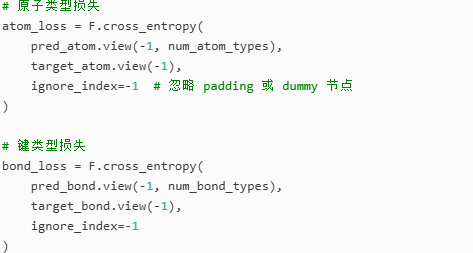 # 原子类型损失
atom_loss = F.cross_entropy(
    pred_atom.view(-1, num_atom_types),
    target_atom.view(-1),
    ignore_index=-1  # 忽略 padding 或 dummy 节点
)

# 键类型损失
bond_loss = F.cross_entropy(
    pred_bond.view(-1, num_bond_types),
    target_bond.view(-1),
    ignore_index=-1
)